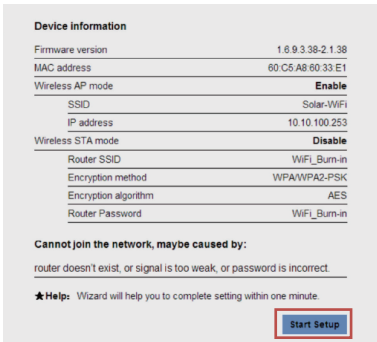 Device information
Firmware version 1.6.9.3.38-2.1.38
MAC address 60:C5:A8:60:33:E1
Wireless AP mode Enable
SSID Solar-WiFi
IP address 10.10.100.253
Wireless STA mode Disable
Router SSID WiFi_Burn-in
Encryption method WPA/WPA2-PSK
Encryption algorithm AES
Router Password WiFi_Burn-in
Cannot join the network, maybe caused by:
router doesn't exist, or signal is too weak, or password is incorrect.
★Help: Wizard will help you to complete setting within one minute.
Start Setup